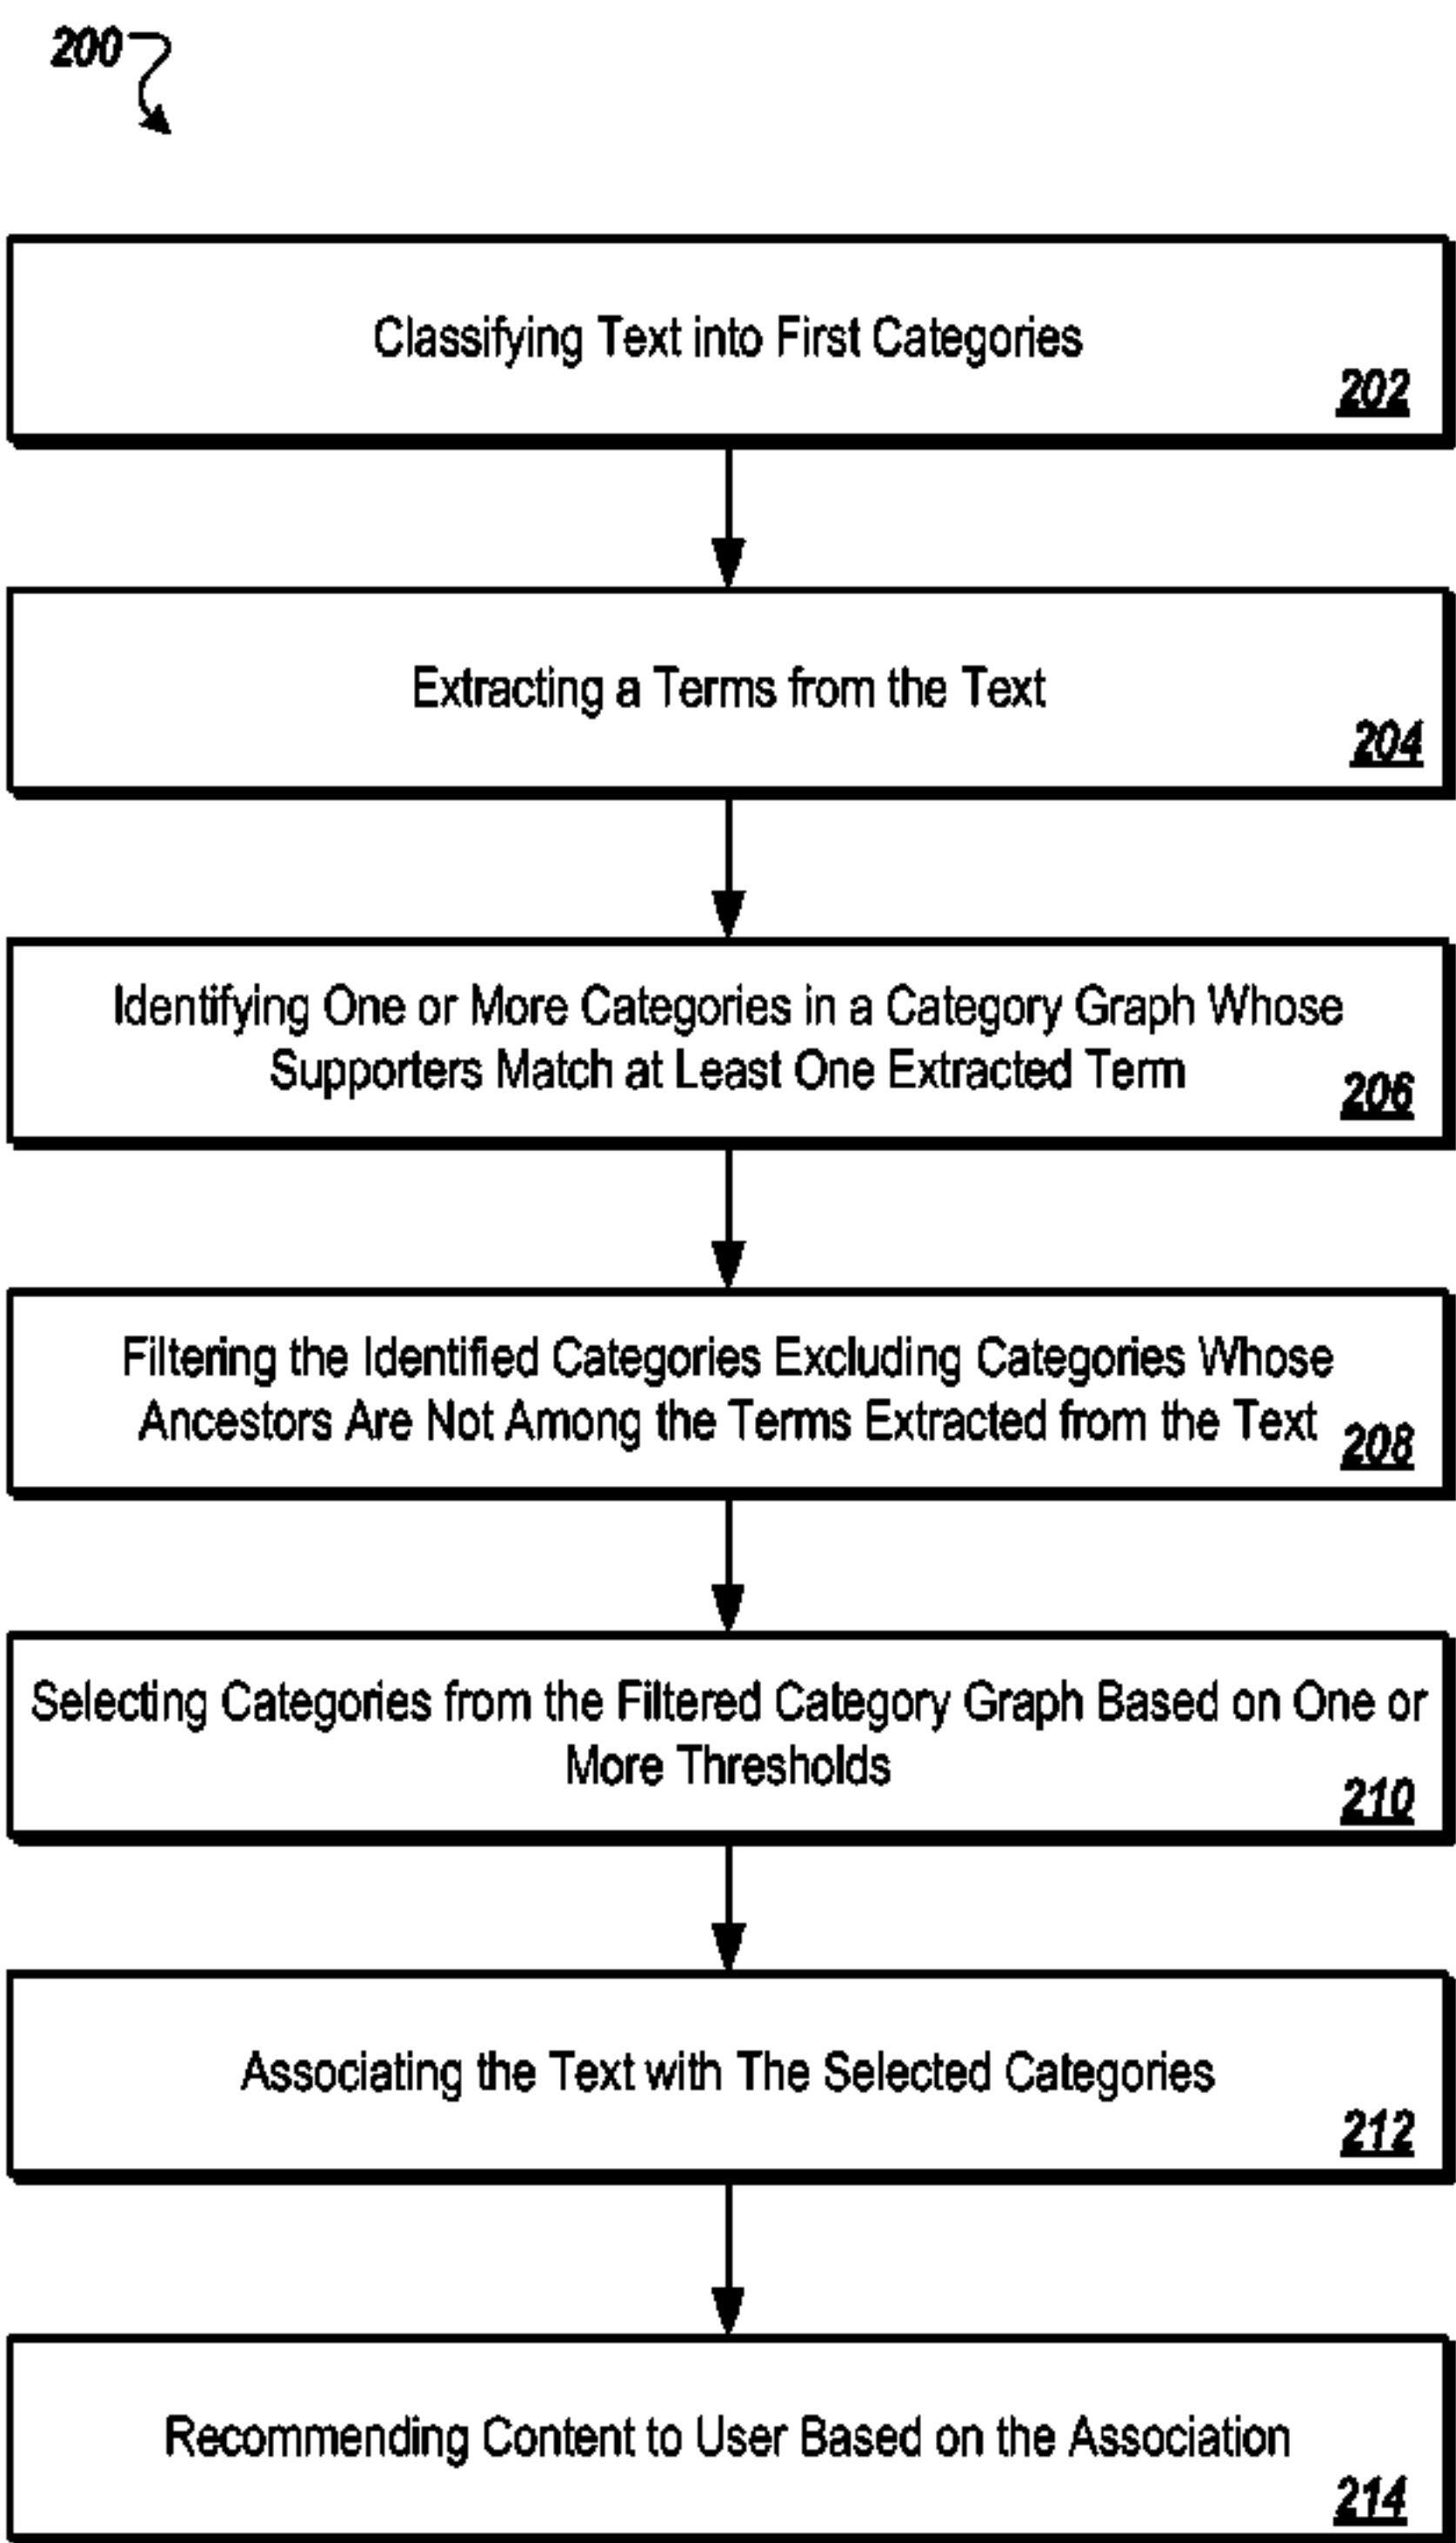 200
Classifying Text into First Categories
202
Extracting a Terms from the Text
204
Identifying One or More Categories in a Category Graph Whose
Supporters Match at Least One Extracted Term
206
Filtering the Identified Categories Excluding Categories Whose
Ancestors Are Not Among the Terms Extracted from the Text
208
Selecting Categories from the Filtered Category Graph Based on One or
More Thresholds
210
Associating the Text with The Selected Categories
212
Recommending Content to User Based on the Association
214